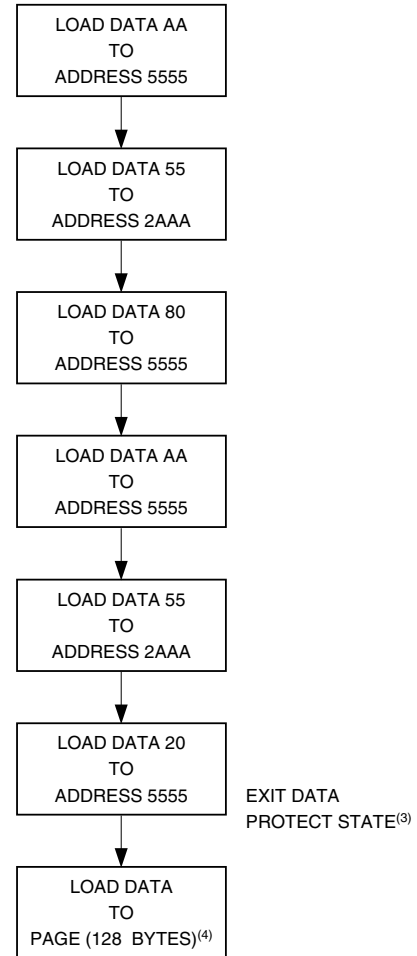 LOAD DATA AA
TO
ADDRESS 5555
LOAD DATA 55
TO
ADDRESS 2AAA
LOAD DATA 80
TO
ADDRESS 5555
LOAD DATA AA
TO
ADDRESS 5555
LOAD DATA 55
TO
ADDRESS 2AAA
LOAD DATA 20
TO
ADDRESS 5555
EXIT DATA
PROTECT STATE(3)
LOAD DATA
TO
PAGE (128 BYTES)(4)